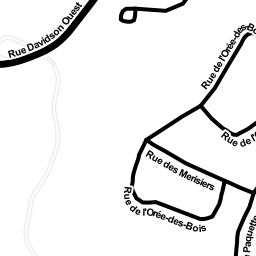 Rue Davidson Ouest
Rue de l'Orée-des-Bo
Rue de l'O
Rue des Merisiers
Rue de l'Orée-des-Bois
Paquette